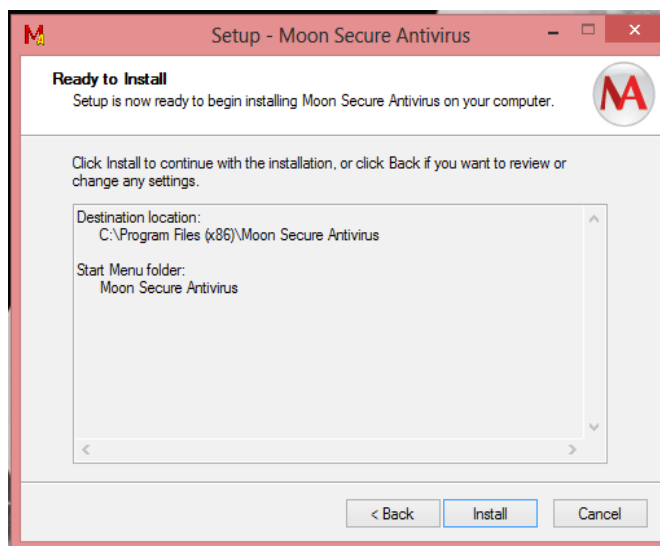 Setup - Moon Secure Antivirus
Ready to Install
Setup is now ready to begin installing Moon Secure Antivirus on your computer.
Click Install to continue with the installation, or click Back if you want to review or
change any settings.
Destination location:
C:\Program Files (x86)\Moon Secure Antivirus
Start Menu folder:
Moon Secure Antivirus
< Back
Install
Cancel